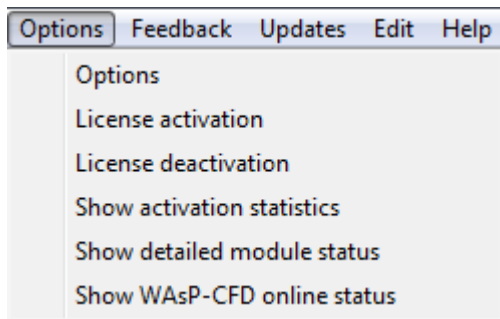 Options Feedback Updates Edit Help
Options
License activation
License deactivation
Show activation statistics
Show detailed module status
Show WAsP-CFD online status